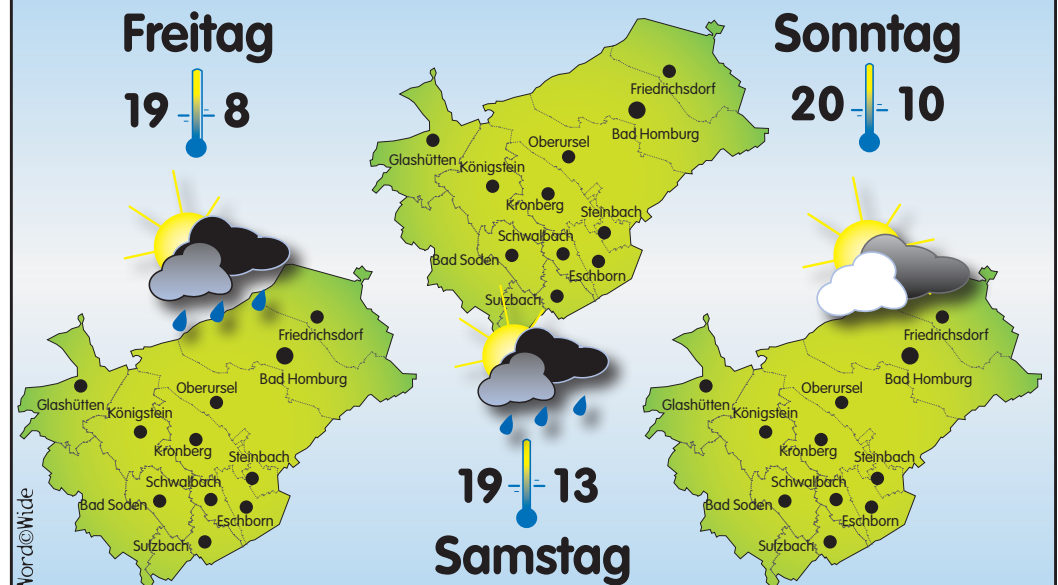 Freitag
19 8
Friedrichsdorf
Bad Homburg
Oberursel
Glashütten
Königstein
Kronberg
Steinbach
Schwalbach
Bad Soden
Eschborn
Sulzbach
Friedrichsdorf
Bad Homburg
Oberursel
Glashütten
Königstein
Kronberg
Steinbach
Schwalbach
Bad Soden
Eschborn
Sulzbach
19 13
Samstag
Sonntag
20 10
Friedrichsdorf
Bad Homburg
Oberursel
Glashütten
Königstein
Kronberg
Steinbach
Schwalbach
Bad Soden
Eschborn
Sulzbach
Word©Wide